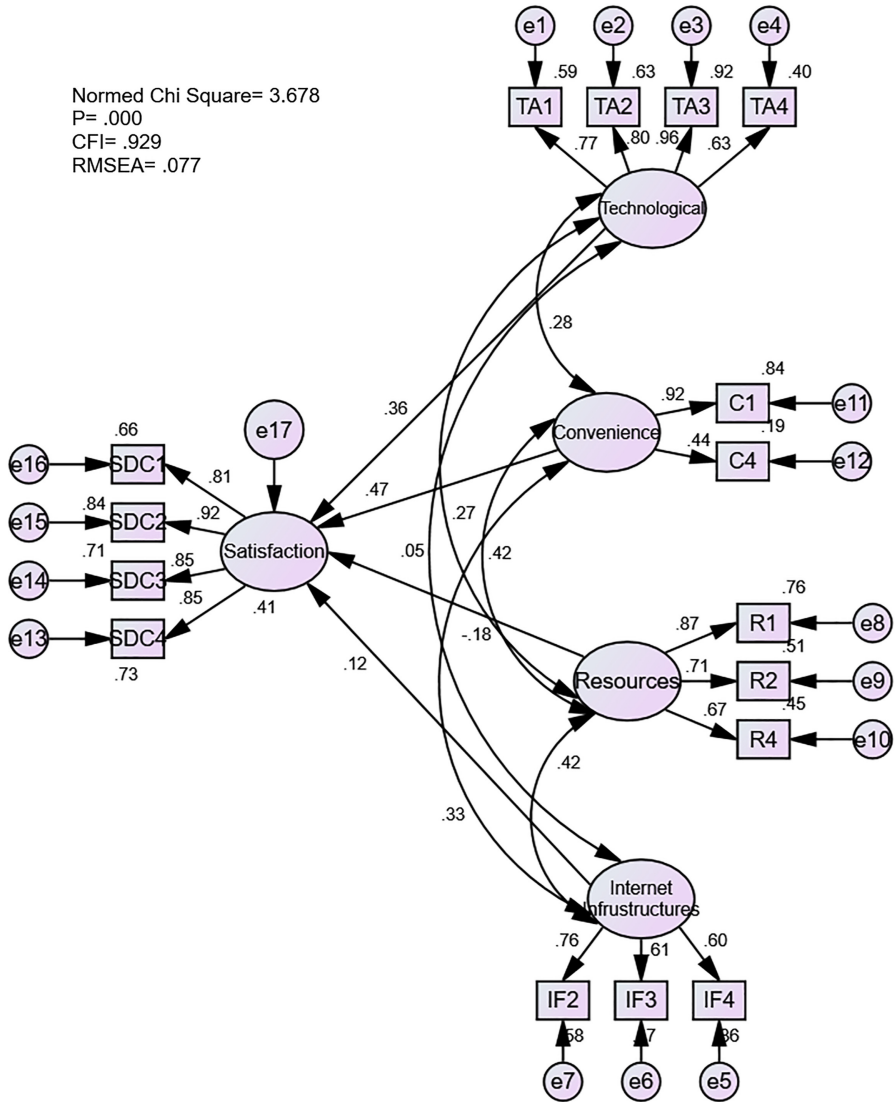 e1 e2 e3 e4
.59 .63 .92 .40
Normed Chi Square= 3.678
P= .000
CFI= .929
RMSEA= .077
TA1 TA2 TA3 TA4
.77 .80 .96 .63
Technological
.28
.84
.92 C1 e11
.36
.19
.66 e17 Convenience
.44 C4 e12
e16 SDC1 .81
.47
.84 .92 .27
e15 SDC2
.71 Satisfaction .05 .42
.85
e14 SDC3 .76
.85 .41
.87 R1 e8
e13 SDC4 -.18 .51
.12 .71
.73 Resources R2 e9
.45
.67
R4 e10
.42
.33
Internet
Infrustructures
.76 .61 .60
IF2 IF3 IF4
.58 .36
e7 e6 e5